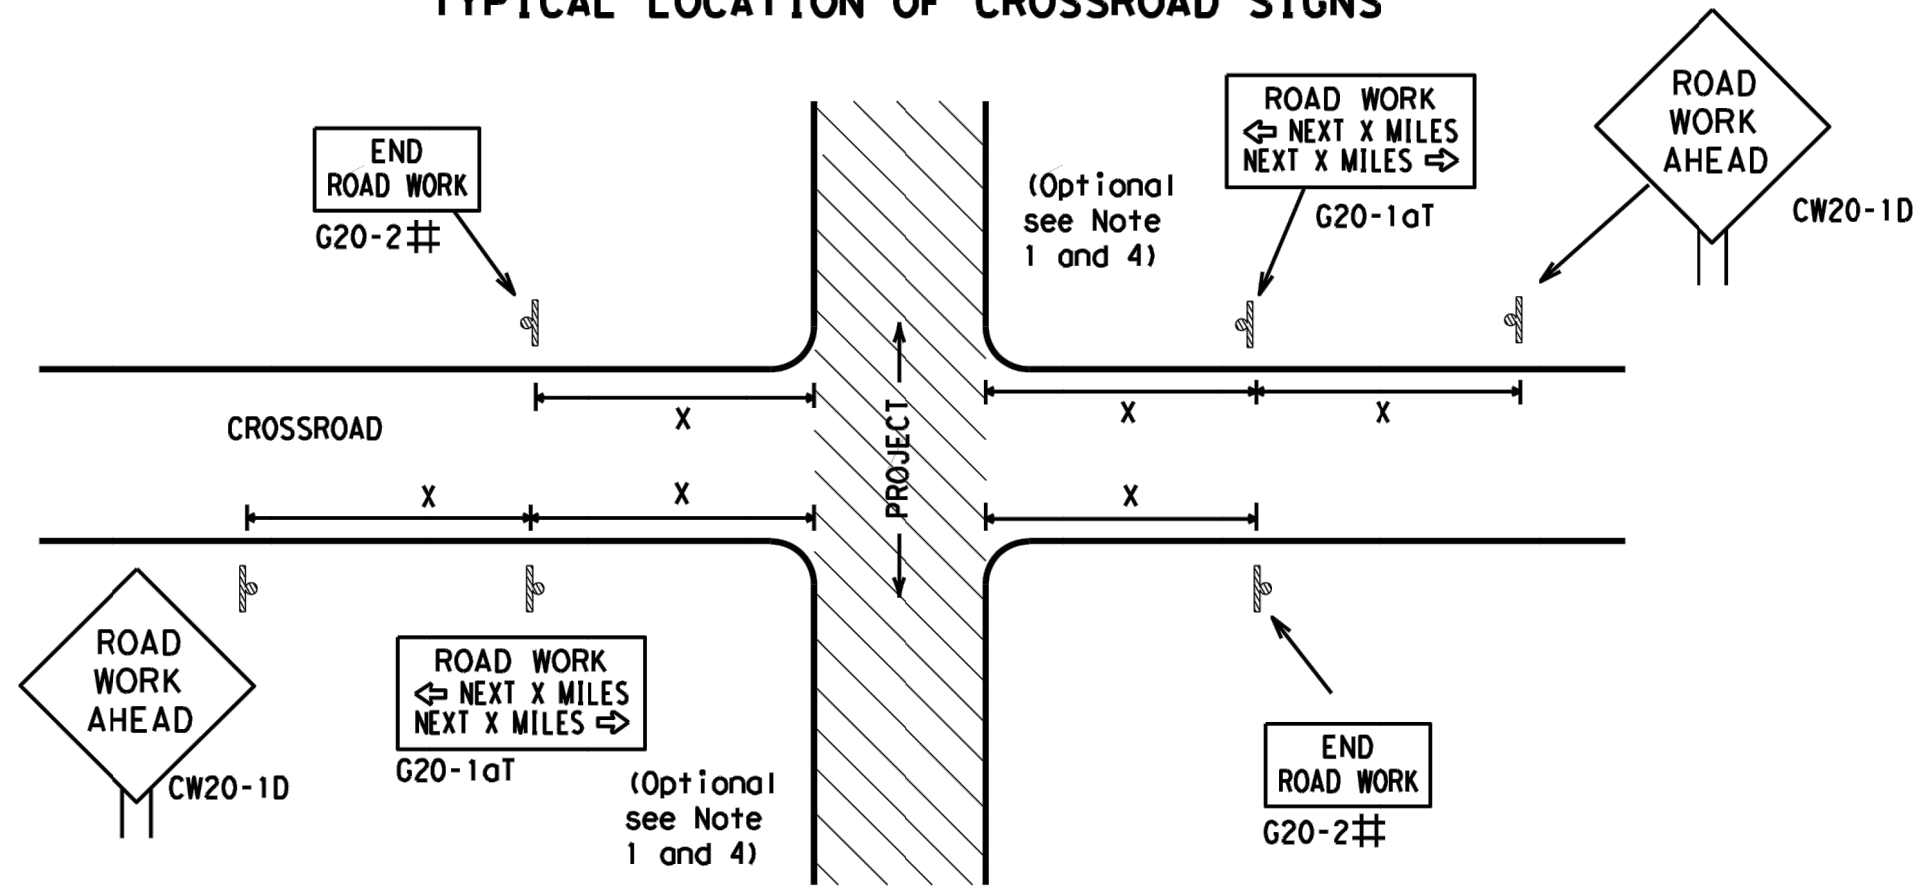 TYPICAL LOCATION OF CROSSROAD SIGNS
END
ROAD WORK
G20-2#
(Optional
see Note
1 and 4)
ROAD WORK
⇦ NEXT X MILES
NEXT X MILES ⇨
G20-1aT
ROAD
WORK
AHEAD
CW20-1D
X
X
X
CROSSROAD
PROJECT
X
X
X
ROAD
WORK
AHEAD
CW20-1D
ROAD WORK
⇦ NEXT X MILES
NEXT X MILES ⇨
G20-1aT
(Optional
see Note
1 and 4)
END
ROAD WORK
G20-2#